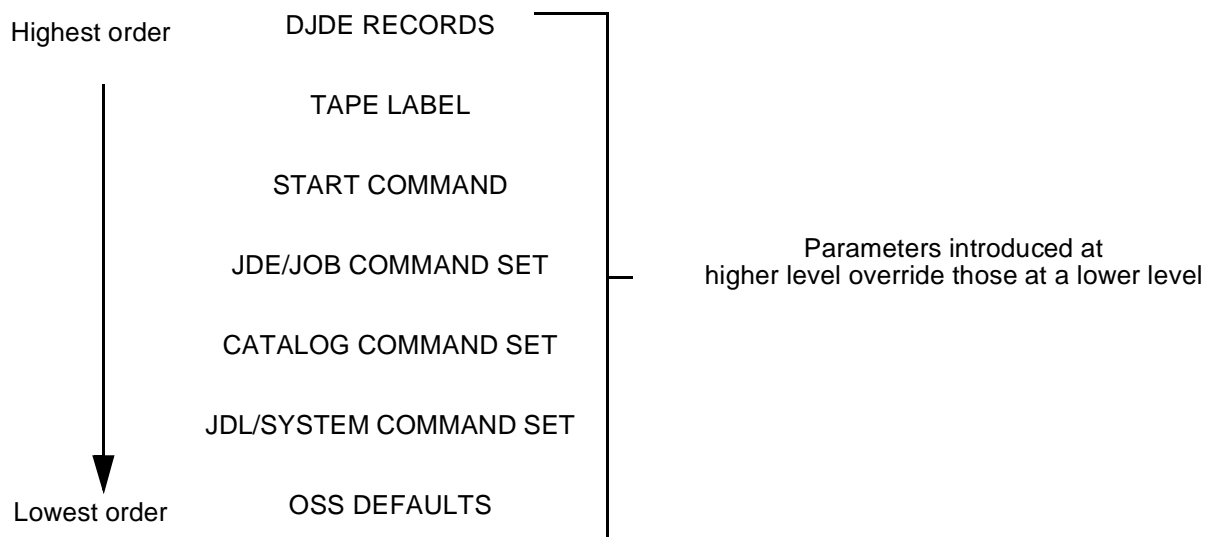 Highest order
DJDE RECORDS
TAPE LABEL
START COMMAND
JDE/JOB COMMAND SET
Parameters introduced at
higher level override those at a lower level
CATALOG COMMAND SET
JDL/SYSTEM COMMAND SET
OSS DEFAULTS
Lowest order